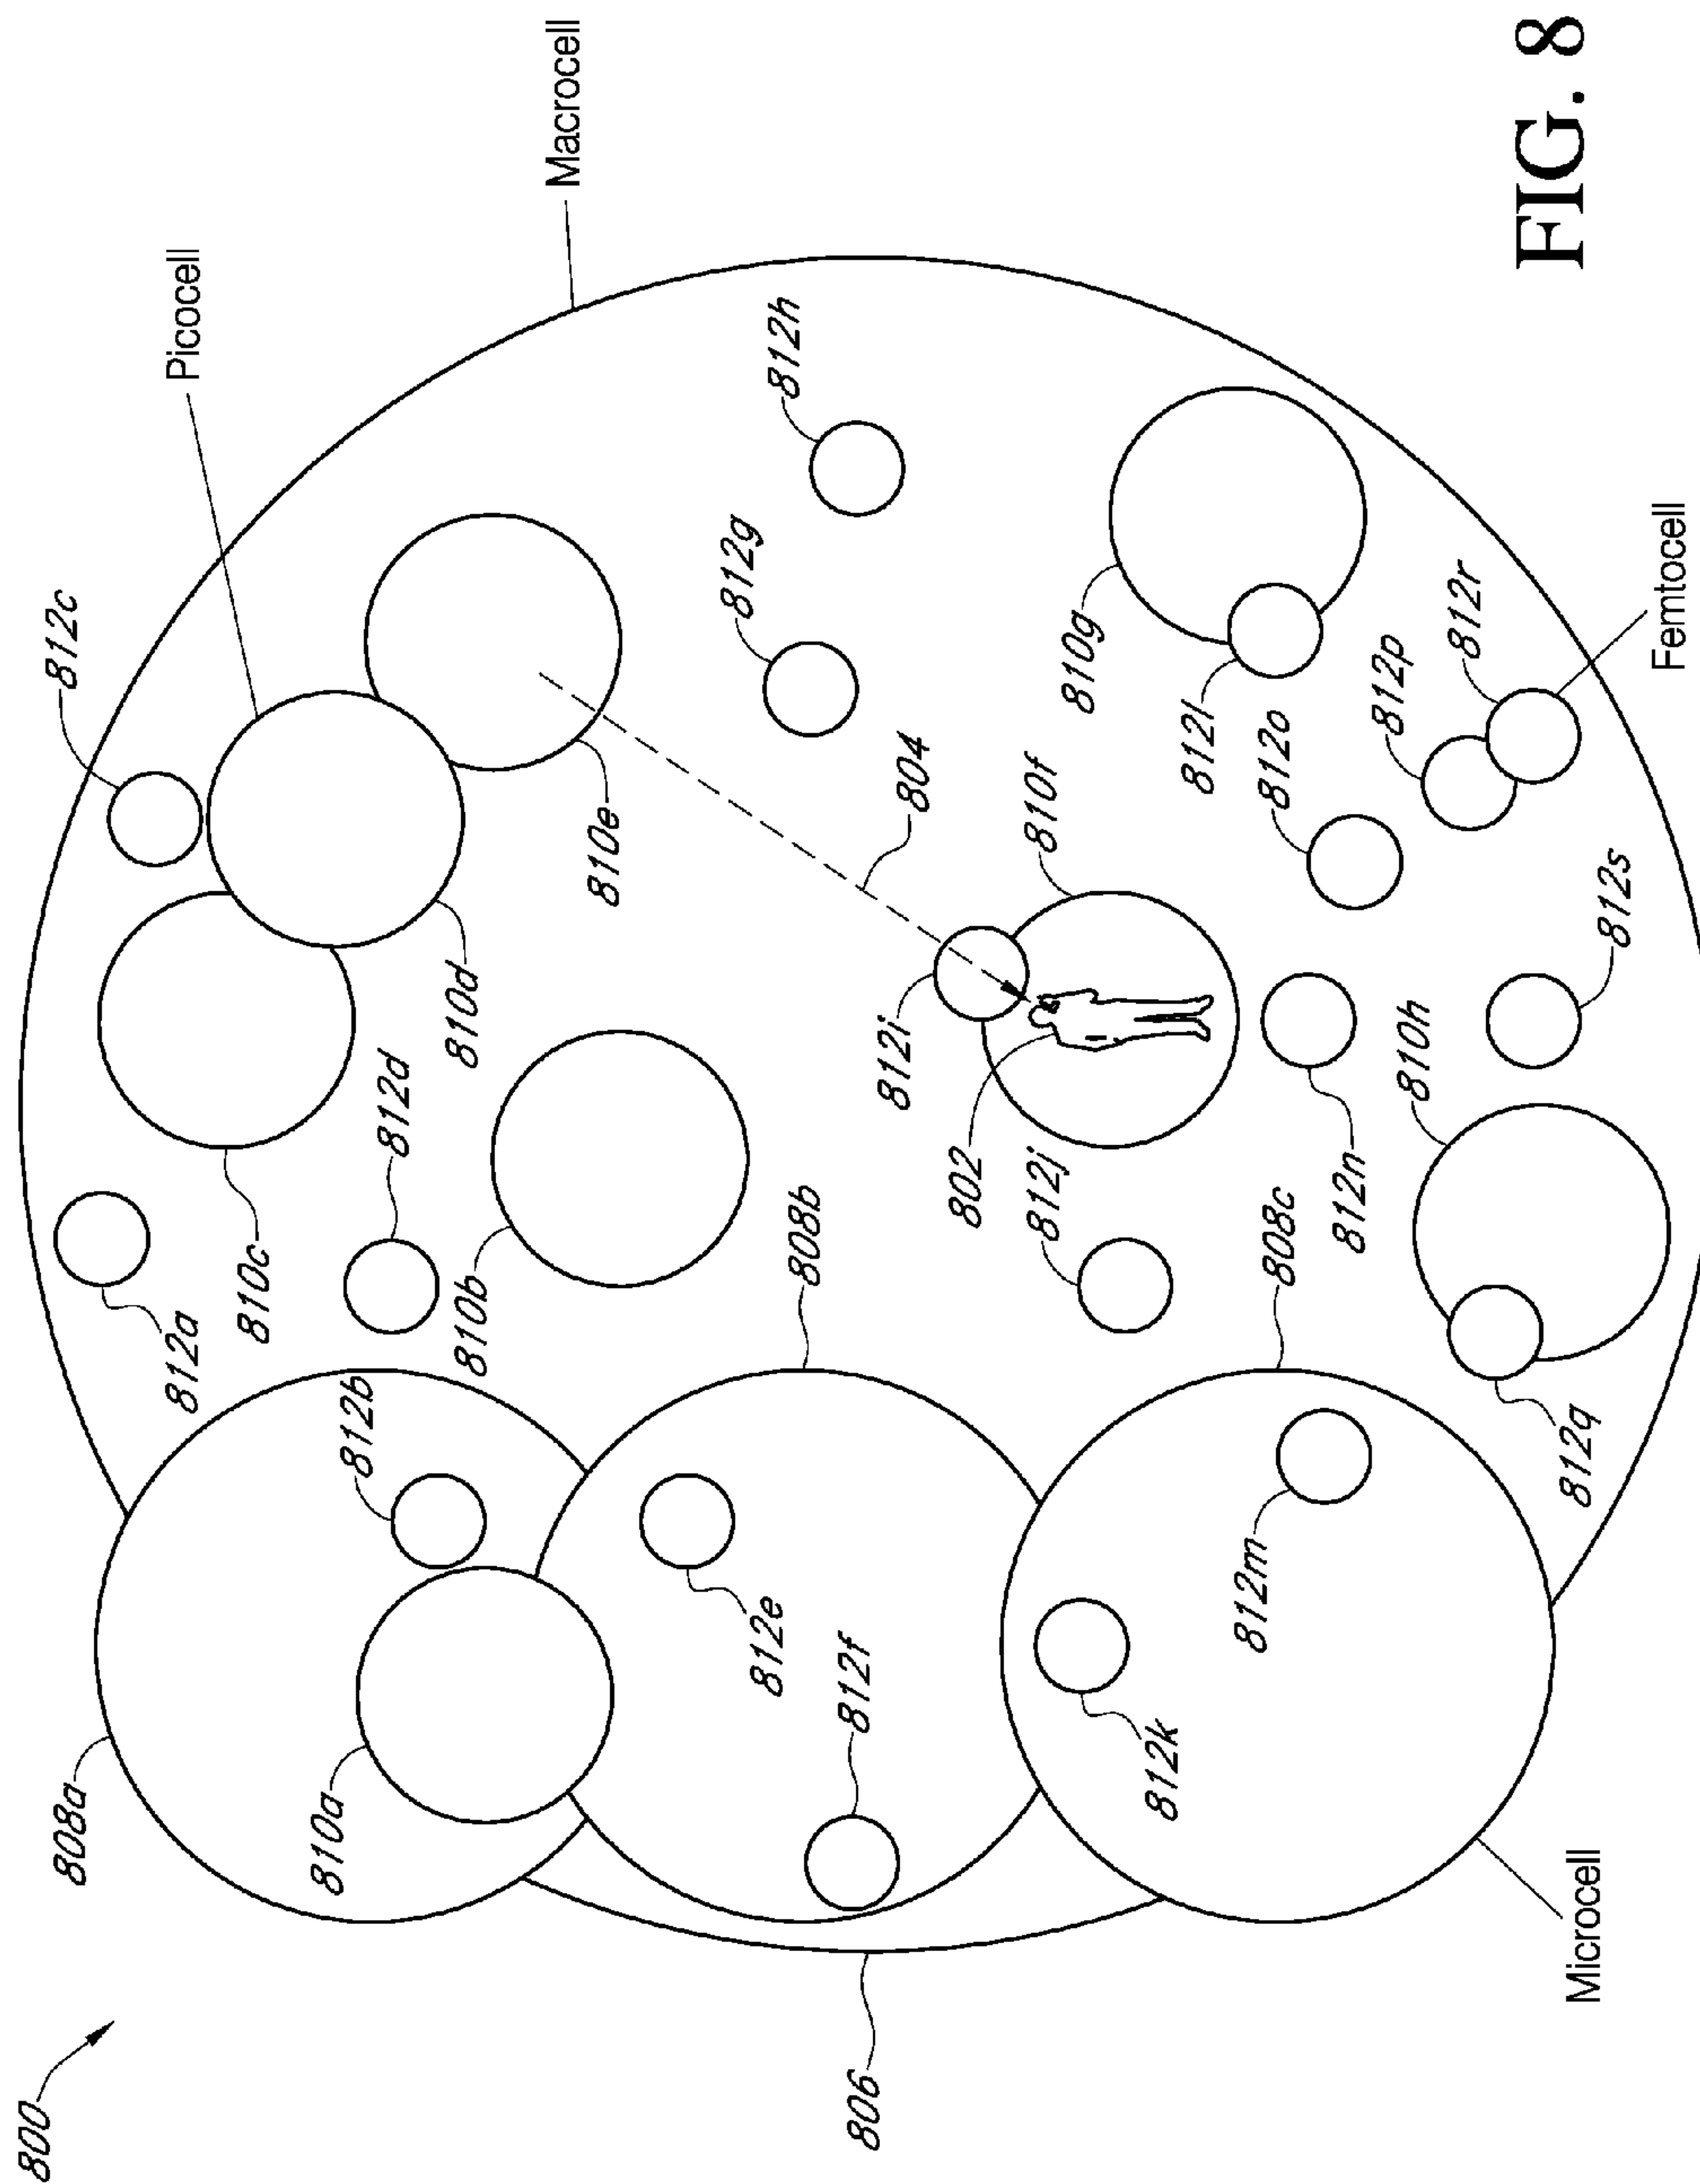 800
808a
812c
Picocell
812a
810c
810a
812b
812d
810d
810b
Macrocell
810e
812g
812e
812h
808b
812f
806
812i
804
802
810f
812j
810g
812k
812l
812m
812o
808c
812n
812p
810h
812r
FIG. 8
812q
Microcell
812s
Femtocell